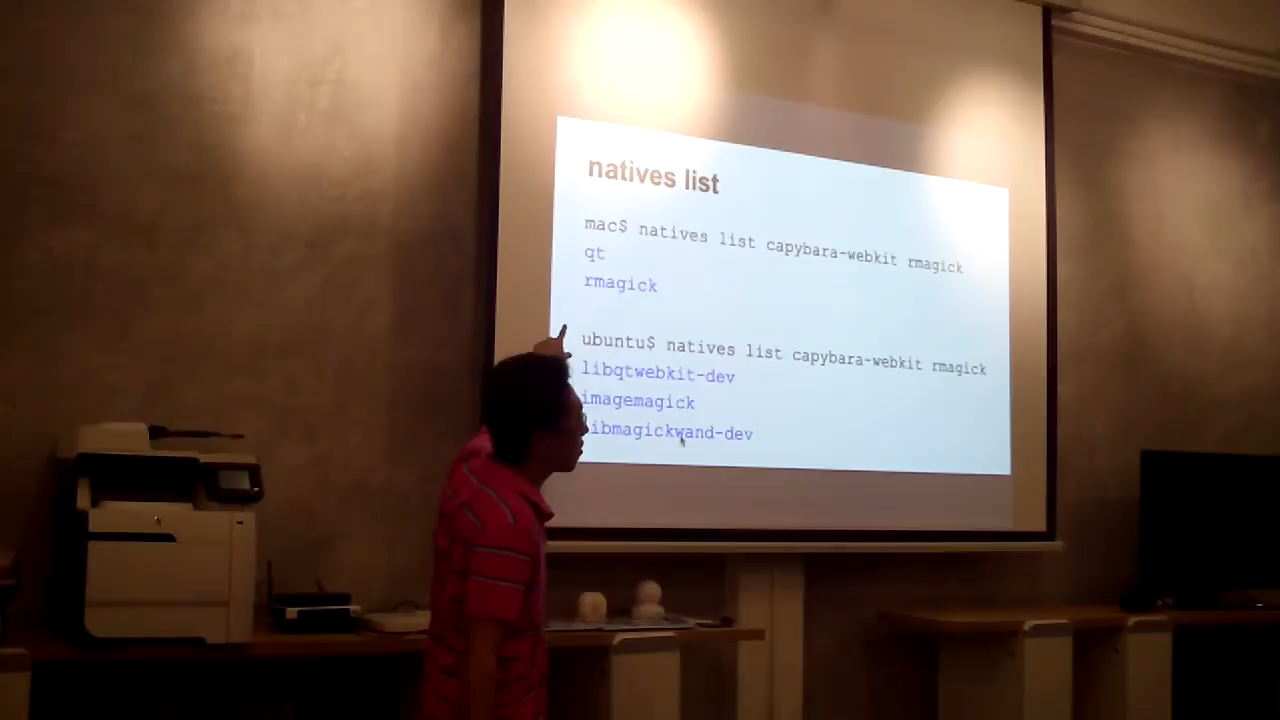 natives list
mac$ natives list capybara-webkit rmagick
qt
rmagick
ubuntu$ natives list capybara-webkit rmagick
libqtwebkit-dev
imagemagick
libmagickwand-dev